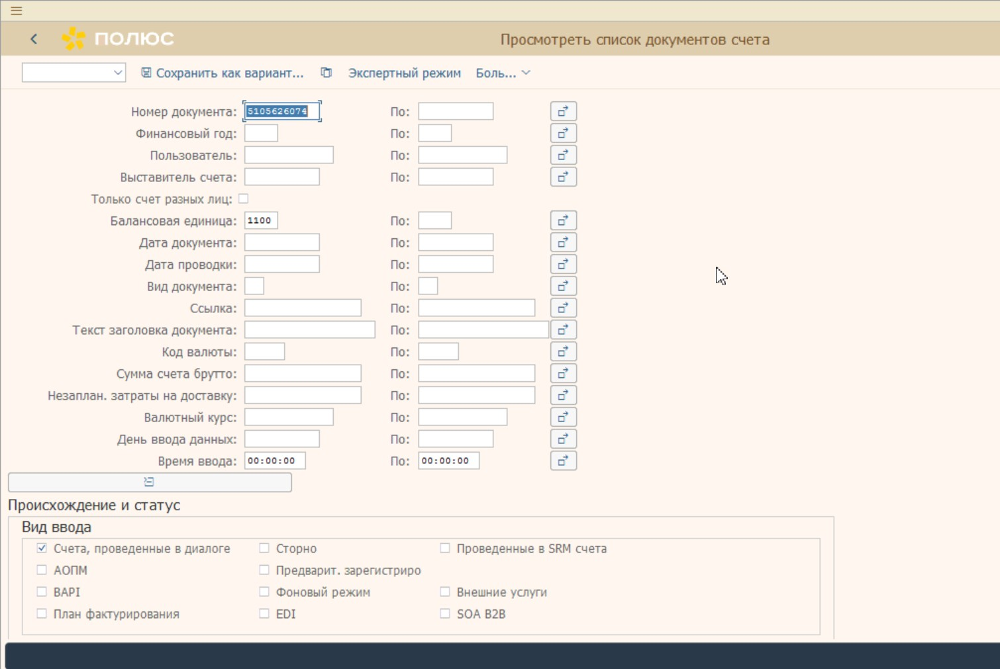 ПОЛЮС
Просмотреть список документов счета
Сохранить как вариант... Экспертный режим Боль...
Номер документа: 5105626074 По:
Финансовый год: По:
Пользователь: По:
Выставитель счета: По:
Только счет разных лиц:
Балансовая единица: 1100 По:
Дата документа: По:
Дата проводки: По:
Вид документа: По:
Ссылка: По:
Текст заголовка документа: По:
Код валюты: По:
Сумма счета брутто: По:
Незаплан. затраты на доставку: По:
Валютный курс: По:
День ввода данных: По:
Время ввода: 00:00:00 По: 00:00:00
Происхождение и статус
Вид ввода
Счета, проведенные в диалоге Сторно Проведенные в SRM счета
АОПМ Предварит. зарегистриро
BAPI Фоновый режим Внешние услуги
План фактурирования EDI SOA B2B